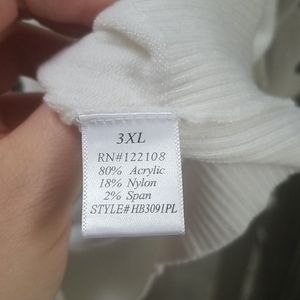 3XL
RN#122108
80% Acrylic
18% Nylon
2% Span
STYLE#HB3091PL